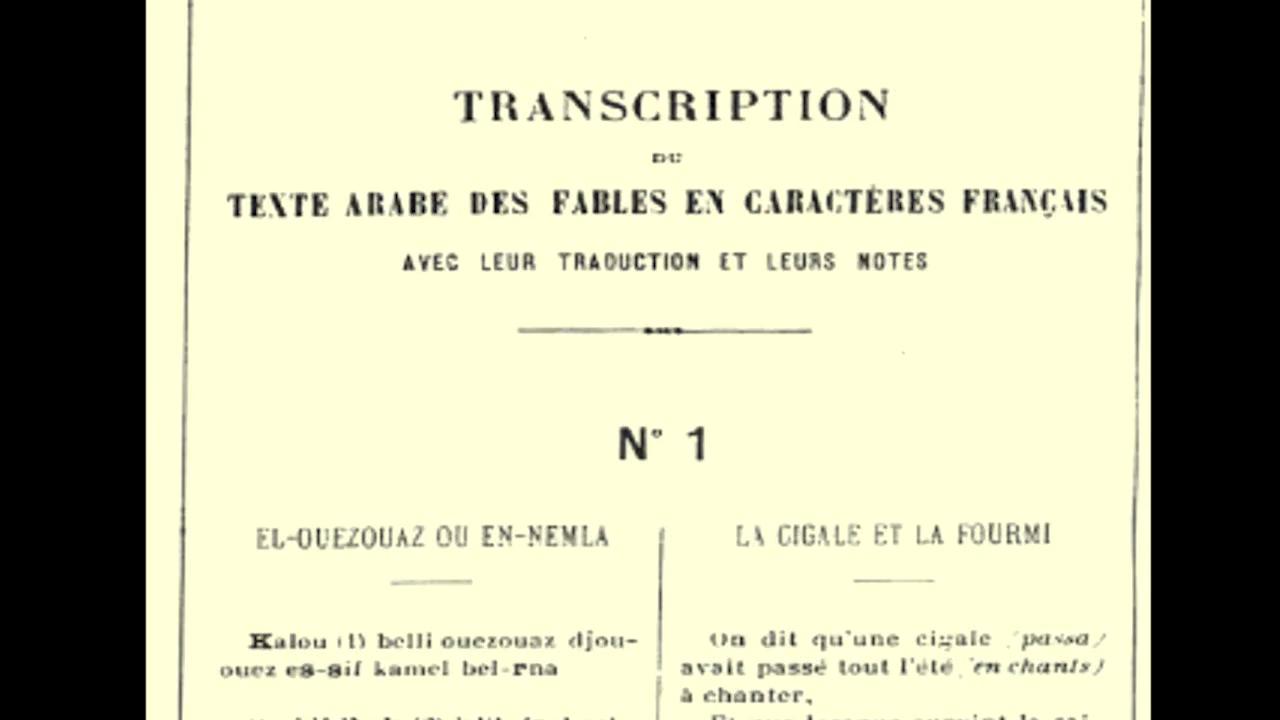 TRANSCRIPTION
DU
TEXTE ARABE DES FABLES EN CARACTÈRES FRANÇAIS
AVEC LEUR TRADUCTION ET LEURS NOTES
N° 1
EL-OUEZOUAZ OU EN-NEMLA
Kalou (1) belli ouezouaz djou-
ouez es-sif kamel bel-rna
LA CIGALE ET LA FOURMI
On dit qu'une cigale (passa)
avait passé tout l'été (en chants)
à chanter,